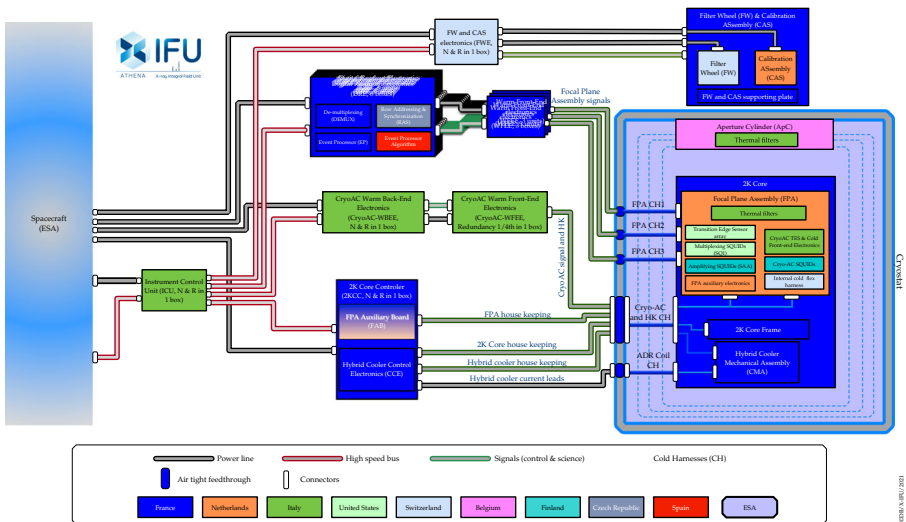 IFU
ATHENA
X-ray Integral Field Unit
Spacecraft
(ESA)
FW and CAS
electronics (FWE,
N & R in 1 box)
Filter Wheel (FW) & Calibration
ASsembly (CAS)
Filter
Wheel (FW)
Calibration
ASsembly
(CAS)
FW and CAS supporting plate
De-multiplexing
(DEMUX)
Row Addressing &
Synchronization
(RAS)
Event Processor (EP)
Event Processor
Algorithm
Warm Front-End
Focal Plane
Assembly signals
Aperture Cylinder (ApC)
Thermal filters
2K Core
Focal Plane Assembly (FPA)
Thermal filters
Transition Edge Sensor
array
Multiplexing SQUIDs
(SQ1)
Amplifying SQUIDs (SAA)
FPA auxiliary electronics
CryoAC TES & Cold
Front-end Electronics
Cryo-AC SQUIDs
Internal cold flex
harness
2K Core Frame
Hybrid Cooler
Mechanical Assembly
(CMA)
Cryostat
FPA CH1
FPA CH2
FPA CH3
Cryo-AC
and HK CH
ADR Coil
CH
CryoAC Warm Back-End
Electronics
(CryoAC-WBEE,
N & R in 1 box)
CryoAC Warm Front-End
Electronics
(CryoAC-WFEE,
Redundancy 1/4th in 1 box)
CryoAC signal and HK
Instrument Control
Unit (ICU, N & R in 1
box)
2K Core Controler
(2KCC, N & R in 1 box)
FPA Auxiliary Board
(FAB)
Hybrid Cooler Control
Electronics (CCE)
FPA house keeping
2K Core house keeping
Hybrid cooler house keeping
Hybrid cooler current leads
Power line
High speed bus
Signals (control & science)
Cold Harnesses (CH)
Air tight feedthrough
Connectors
France
Netherlands
Italy
United States
Switzerland
Belgium
Finland
Czech Republic
Spain
ESA